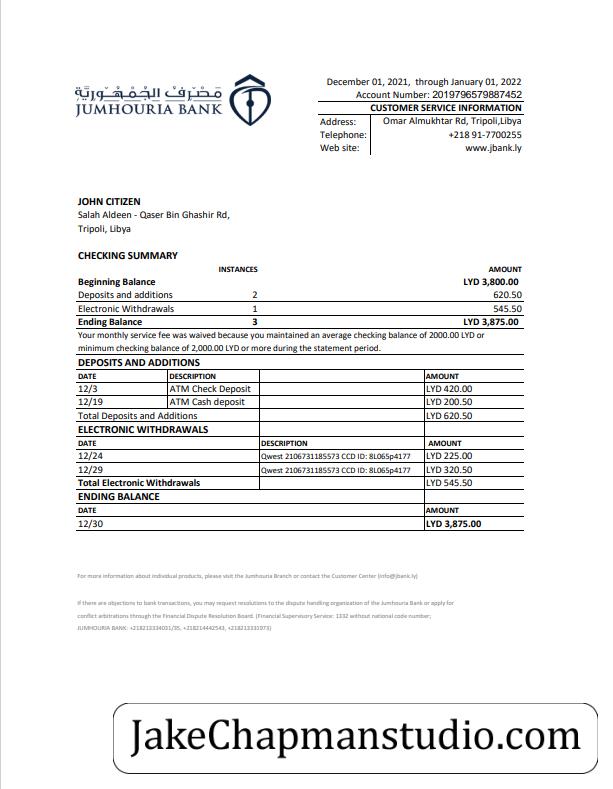 مصرف الجمهورية
JUMHOURIA BANK
December 01, 2021, through January 01, 2022
Account Number: 2019796579887452
CUSTOMER SERVICE INFORMATION
Address: Omar Almukhtar Rd, Tripoli,Libya
Telephone: +218 91-7700255
Web site: www.jbank.ly
JOHN CITIZEN
Salah Aldeen - Qaser Bin Ghashir Rd,
Tripoli, Libya
CHECKING SUMMARY
INSTANCES AMOUNT
Beginning Balance LYD 3,800.00
Deposits and additions 2 620.50
Electronic Withdrawals 1 545.50
Ending Balance 3 LYD 3,875.00
Your monthly service fee was waived because you maintained an average checking balance of 2000.00 LYD or
minimum checking balance of 2,000.00 LYD or more during the statement period.
DEPOSITS AND ADDITIONS
DATE DESCRIPTION AMOUNT
12/3 ATM Check Deposit LYD 420.00
12/19 ATM Cash deposit LYD 200.50
Total Deposits and Additions LYD 620.50
ELECTRONIC WITHDRAWALS
DATE DESCRIPTION AMOUNT
12/24 Qwest 2106731185573 CCD ID: 8L065p4177 LYD 225.00
12/29 Qwest 2106731185573 CCD ID: 8L065p4177 LYD 320.50
Total Electronic Withdrawals LYD 545.50
ENDING BALANCE
DATE AMOUNT
12/30 LYD 3,875.00
For more information about individual products, please visit the Jumhouria Branch or contact the Customer Center (info@jbank.ly)
If there are objections to bank transactions, you may request resolutions to the dispute handling organization of the Jumhouria Bank or apply for
conflict arbitrations through the Financial Dispute Resolution Board. (Financial Supervisory Service: 1332 without national code number;
JUMHOURIA BANK: +218213334031/35, +218214442543, +218213331973)
JakeChapmanstudio.com